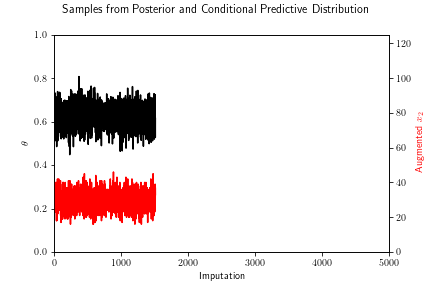 Samples from Posterior and Conditional Predictive Distribution
1.0
0.8
0.6
0.4
0.2
0.0
θ
120
100
80
60
40
20
0
Augmented x₂
0 1000 2000 3000 4000 5000
Imputation